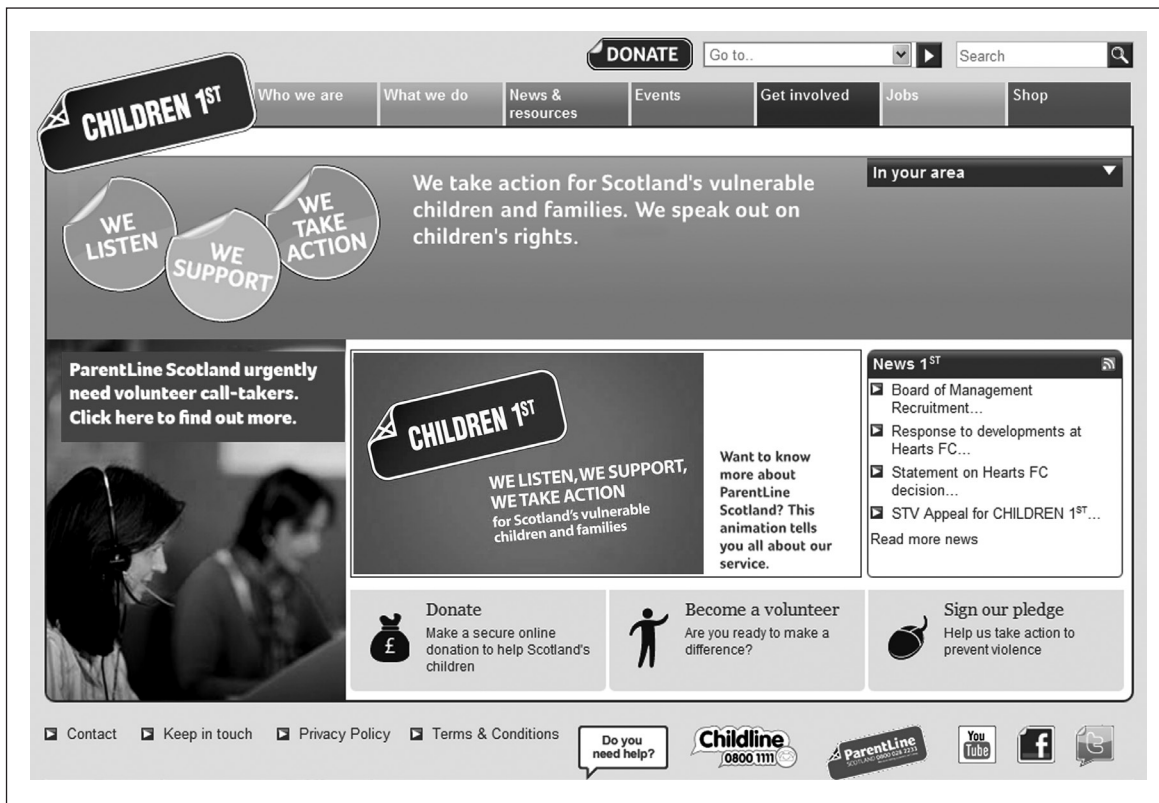 DONATE
Go to..
Search
CHILDREN 1ST
Who we are
What we do
News &
resources
Events
Get involved
Jobs
Shop
WE
LISTEN
WE
SUPPORT
WE
TAKE
ACTION
We take action for Scotland's vulnerable
children and families. We speak out on
children's rights.
In your area
ParentLine Scotland urgently
need volunteer call-takers.
Click here to find out more.
CHILDREN 1ST
WE LISTEN, WE SUPPORT,
WE TAKE ACTION
for Scotland's vulnerable
children and families
Want to know
more about
ParentLine
Scotland? This
animation tells
you all about our
service.
News 1ST
Board of Management
Recruitment...
Response to developments at
Hearts FC...
Statement on Hearts FC
decision...
STV Appeal for CHILDREN 1ST...
Read more news
£
Donate
Make a secure online
donation to help Scotland's
children
Become a volunteer
Are you ready to make a
difference?
Sign our pledge
Help us take action to
prevent violence
Contact
Keep in touch
Privacy Policy
Terms & Conditions
Do you
need help?
Childline
0800 1111
ParentLine
SCOTLAND 0800 028 2233
You
Tube
f
t